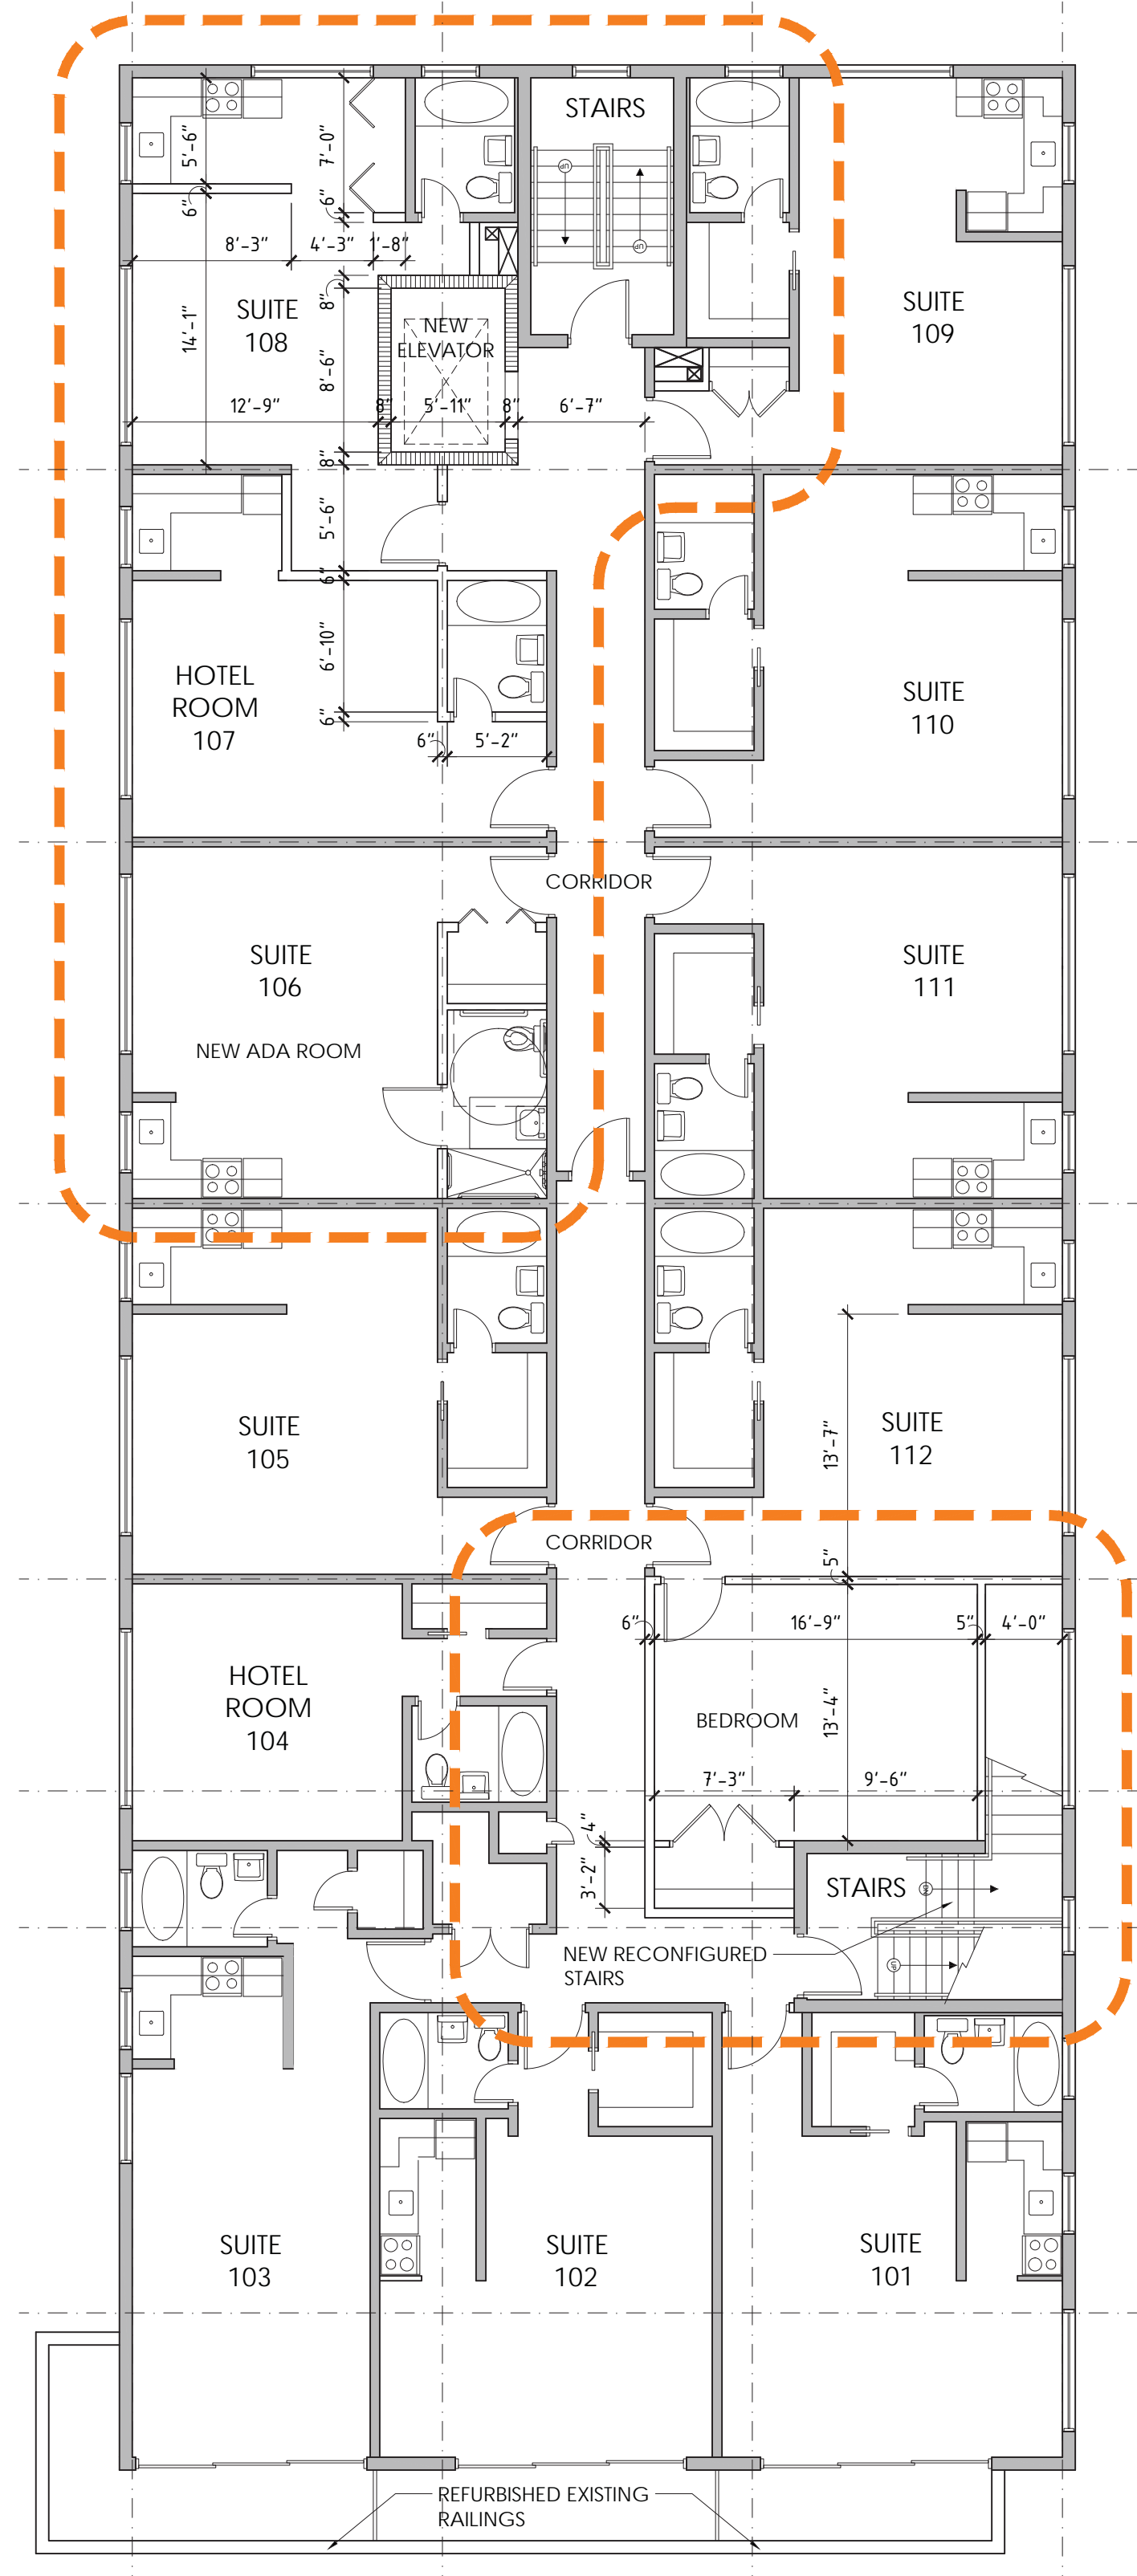 STAIRS
UP
UP
5'-6"
7'-0"
6"
6"
8'-3"
4'-3"
1'-8"
SUITE
108
8"
NEW
ELEVATOR
SUITE
109
14'-1"
8'-6"
12'-9"
8"
5'-11"
8"
6'-7"
8"
5'-6"
6"
HOTEL
ROOM
107
6'-10"
SUITE
110
6"
6"
5'-2"
CORRIDOR
SUITE
106
SUITE
111
NEW ADA ROOM
SUITE
105
SUITE
112
13'-7"
CORRIDOR
5"
6"
16'-9"
5"
4'-0"
HOTEL
ROOM
104
BEDROOM
13'-4"
7'-3"
9'-6"
4"
3'-2"
STAIRS
DN
NEW RECONFIGURED
STAIRS
UP
SUITE
103
SUITE
102
SUITE
101
REFURBISHED EXISTING
RAILINGS